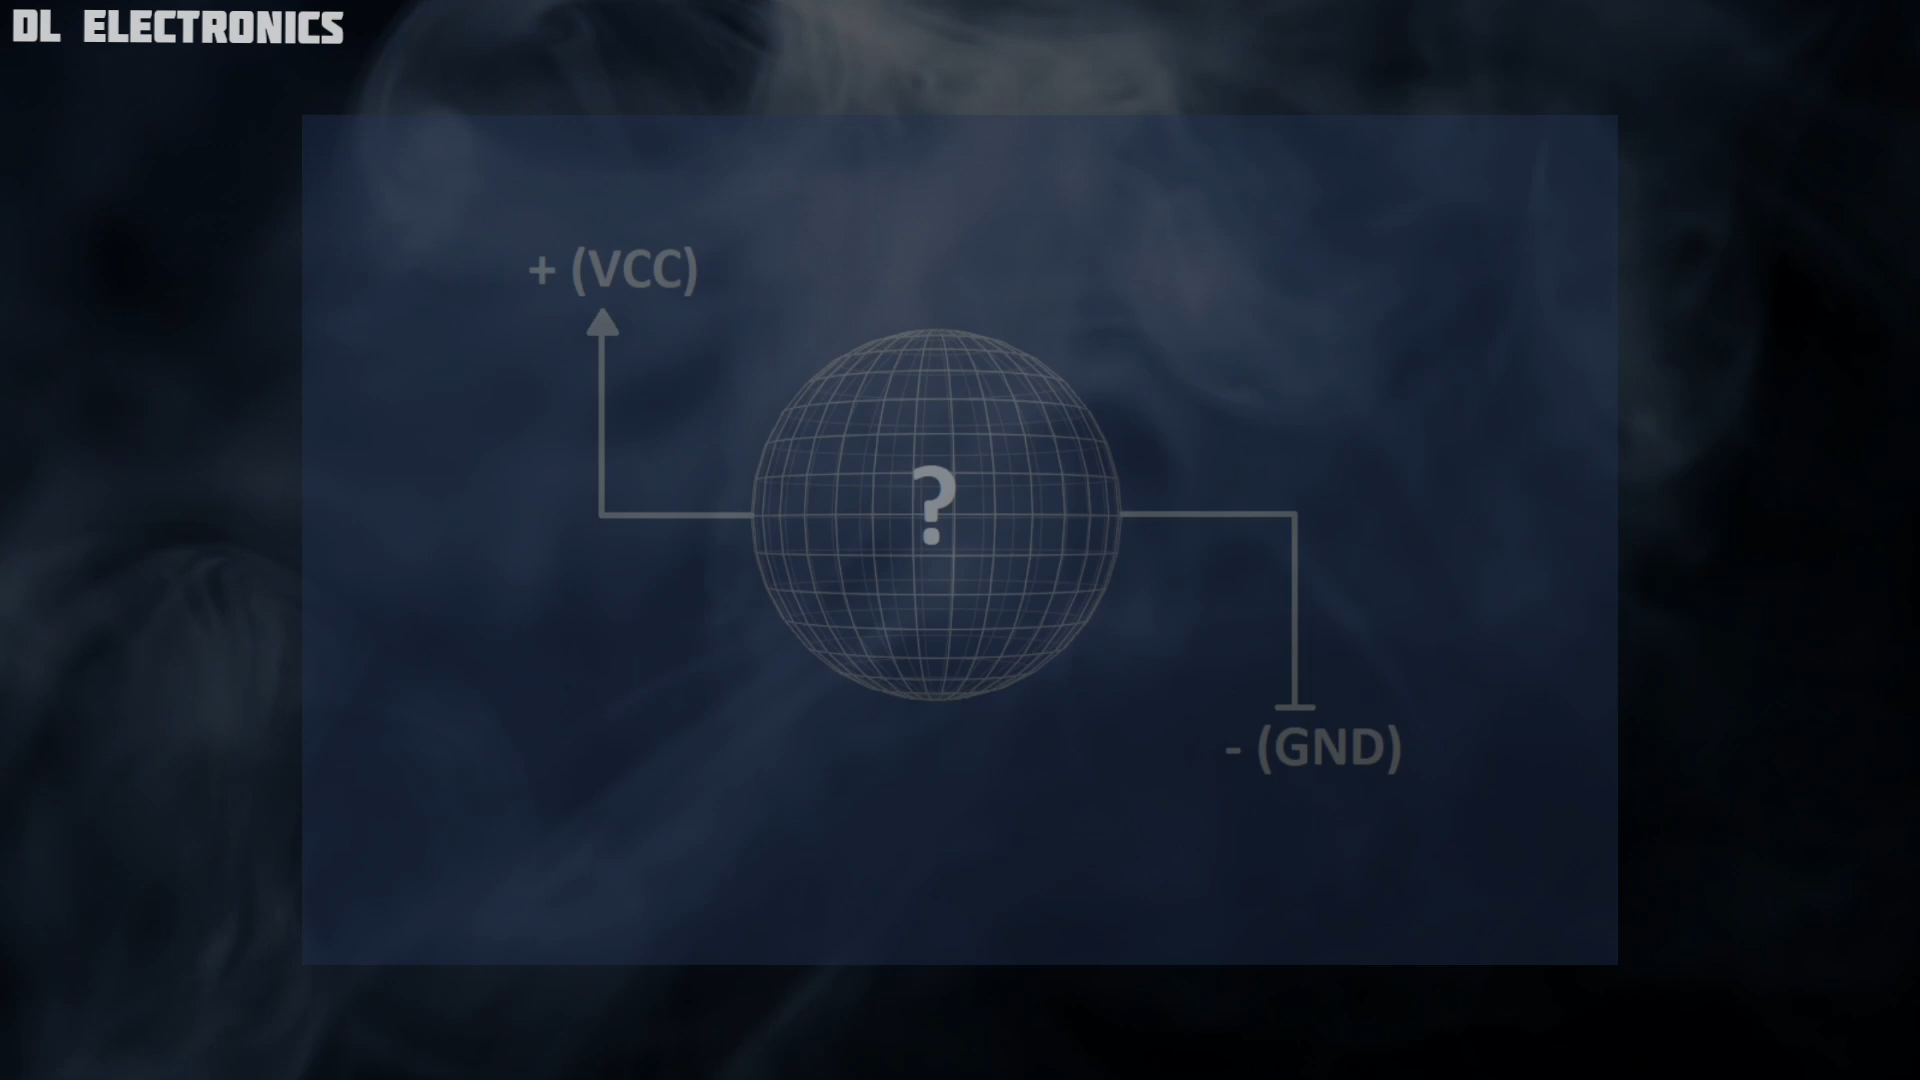 DL ELECTRONICS
+ (VCC)
?
- (GND)